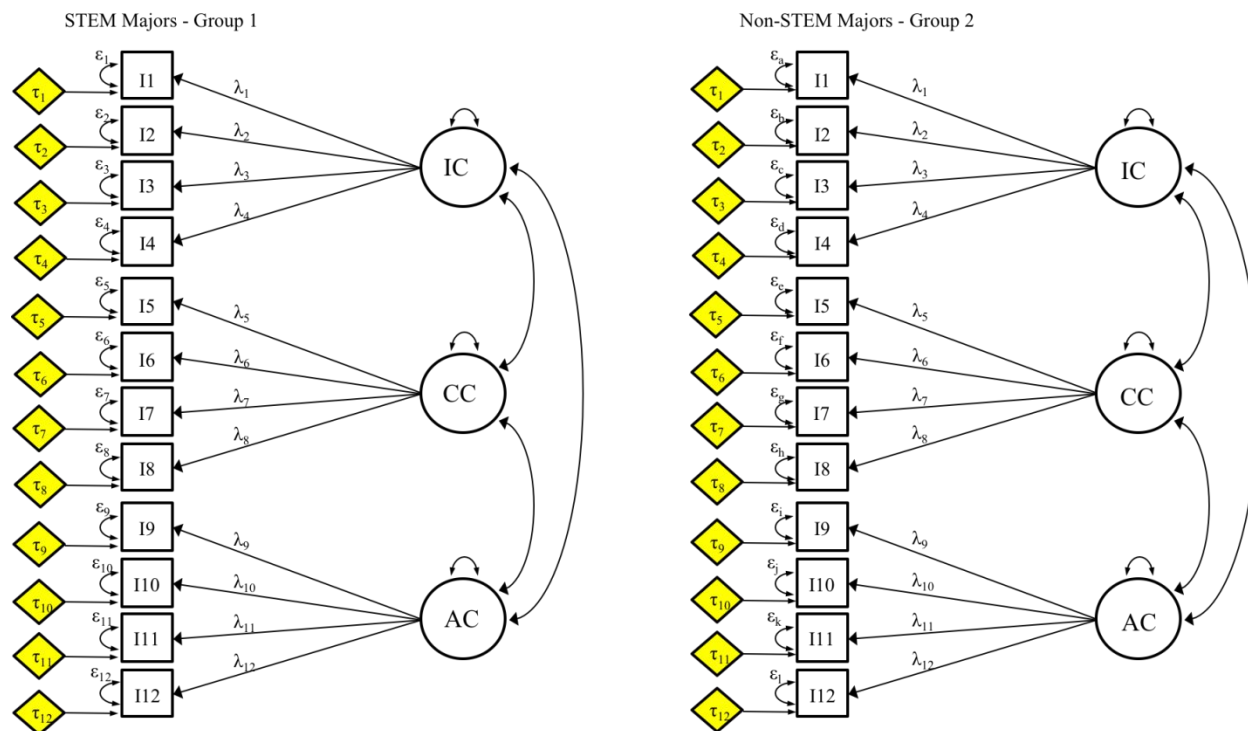 STEM Majors - Group 1
ε1
I1
τ1
λ1
ε2
I2
τ2
λ2
IC
ε3
I3
τ3
λ3
ε4
I4
τ4
λ4
ε5
I5
τ5
λ5
ε6
I6
τ6
λ6
CC
ε7
I7
τ7
λ7
ε8
I8
τ8
λ8
ε9
I9
τ9
λ9
ε10
I10
τ10
λ10
AC
ε11
I11
τ11
λ11
ε12
I12
τ12
λ12
Non-STEM Majors - Group 2
εa
I1
τ1
λ1
εb
I2
τ2
λ2
IC
εc
I3
τ3
λ3
εd
I4
τ4
λ4
εe
I5
τ5
λ5
εf
I6
τ6
λ6
CC
εg
I7
τ7
λ7
εh
I8
τ8
λ8
εi
I9
τ9
λ9
εj
I10
τ10
λ10
AC
εk
I11
τ11
λ11
εl
I12
τ12
λ12